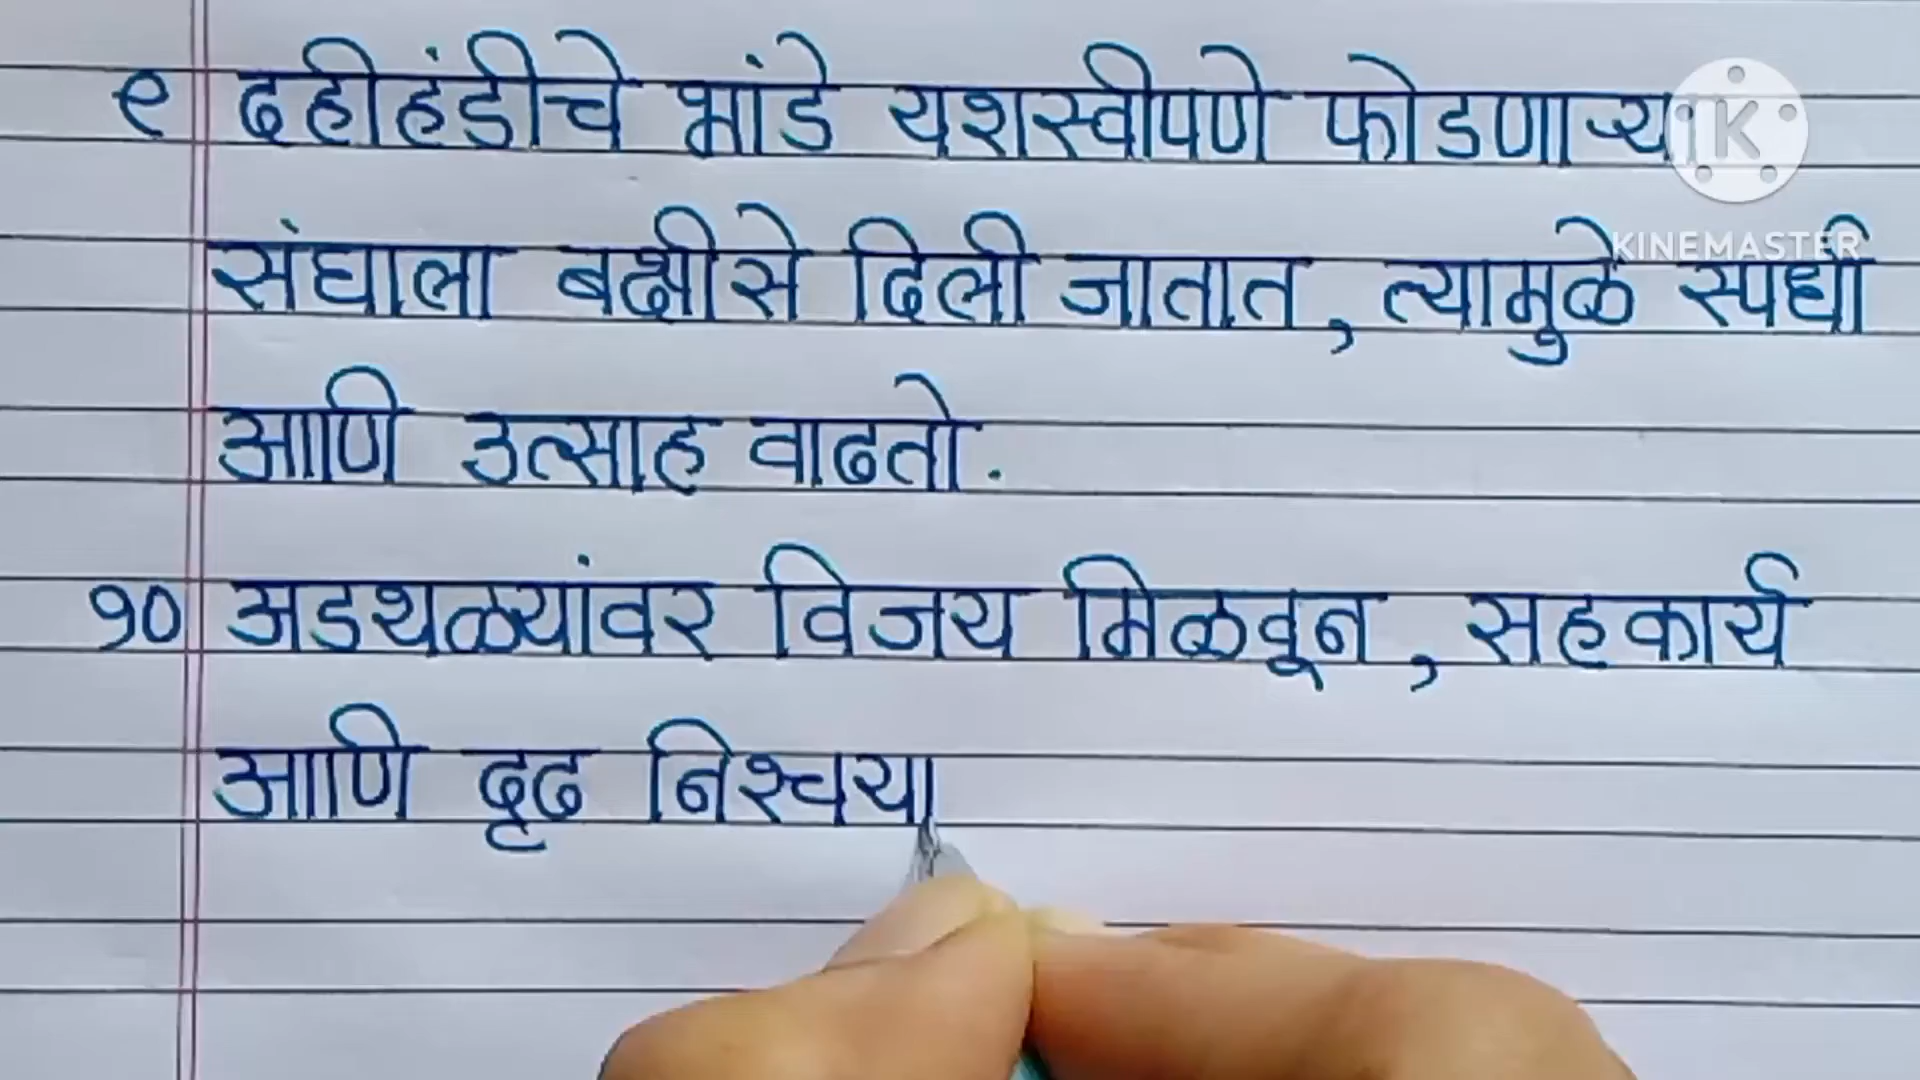 ९ दहीहंडीचे भांडे यशस्वीपणे फोडणाऱ्या
संघाला बक्षीसे दिली जातात, त्यामुळे स्पर्धा
आणि उत्साह वाढतो.
१० अडथळ्यांवर विजय मिळवून, सहकार्य
आणि दृढ निश्चया
K
KINEMASTER